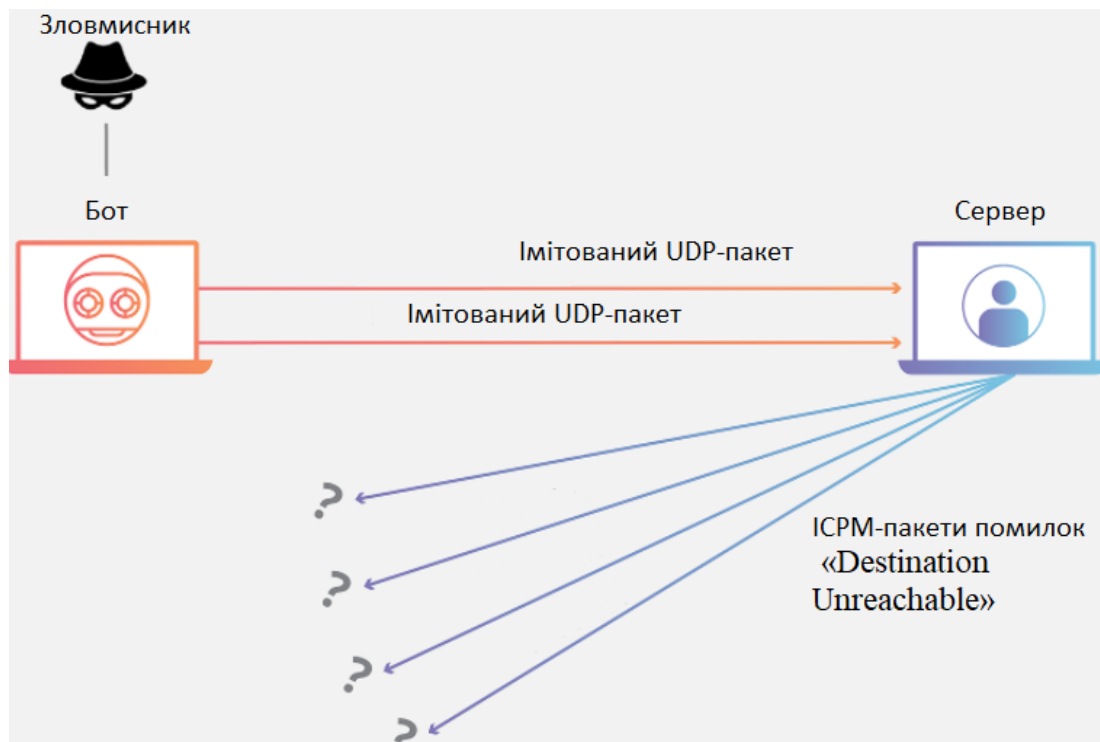 Зловмисник
Бот
Сервер
Імітований UDP-пакет
Імітований UDP-пакет
ICPM-пакети помилок
«Destination
Unreachable»